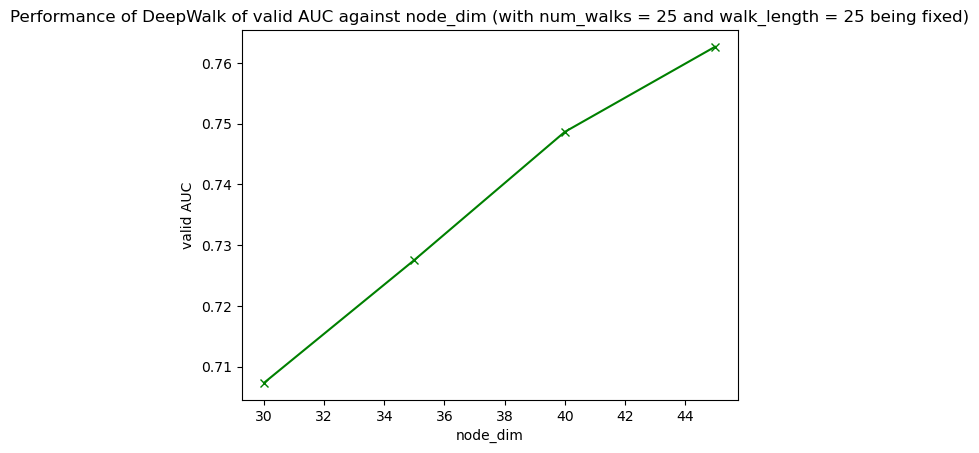 Performance of DeepWalk of valid AUC against node_dim (with num_walks = 25 and walk_length = 25 being fixed)
0.76
0.75
0.74
0.73
0.72
0.71
valid AUC
30 32 34 36 38 40 42 44
node_dim